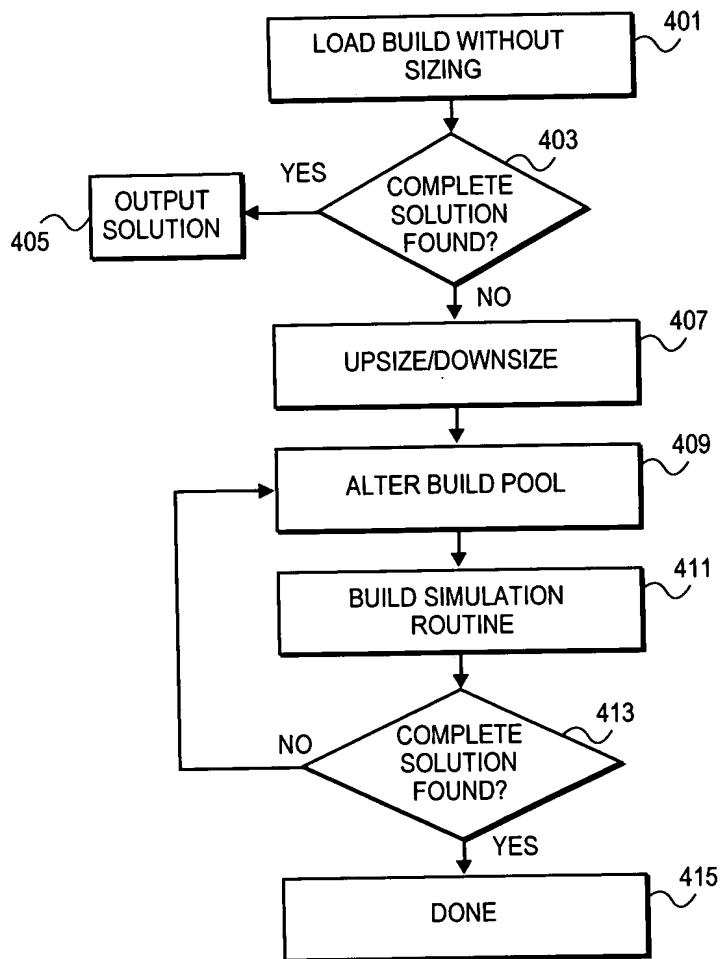 LOAD BUILD WITHOUT
SIZING
401
403
YES
COMPLETE
SOLUTION
FOUND?
OUTPUT
SOLUTION
405
NO
UPSIZE/DOWNSIZE
407
ALTER BUILD POOL
409
BUILD SIMULATION
ROUTINE
411
COMPLETE
SOLUTION
FOUND?
413
NO
YES
DONE
415